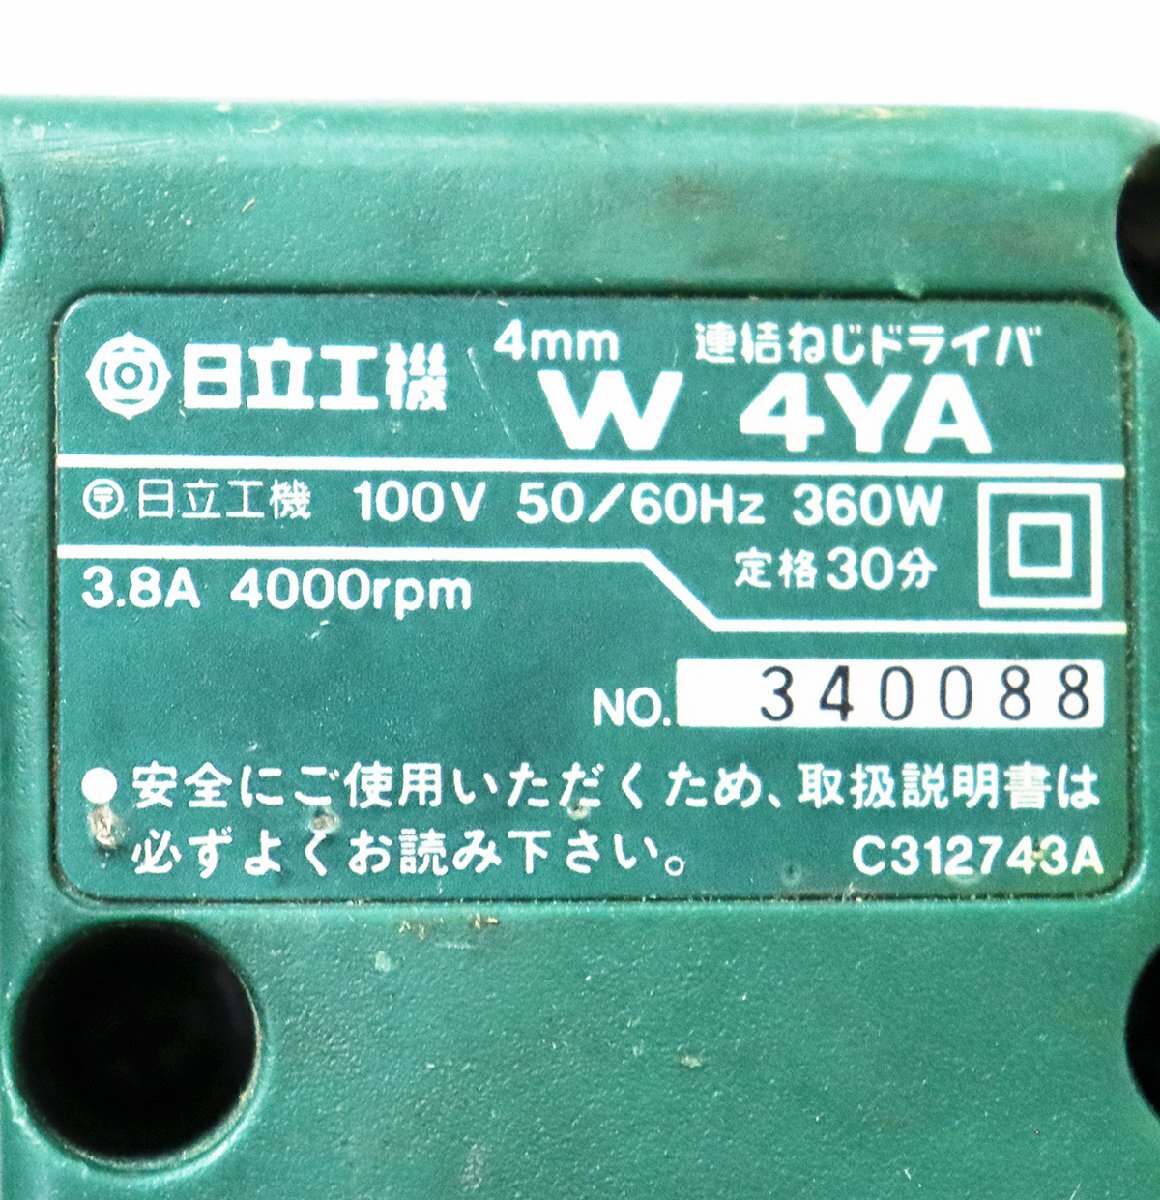 日立工機 4mm 連結ねじドライバ
W 4YA
〒 日立工機 100V 50/60Hz 360W
定格30分
3.8A 4000rpm
NO. 340088
●安全にご使用いただくため、取扱説明書は
必ずよくお読み下さい。 C312743A